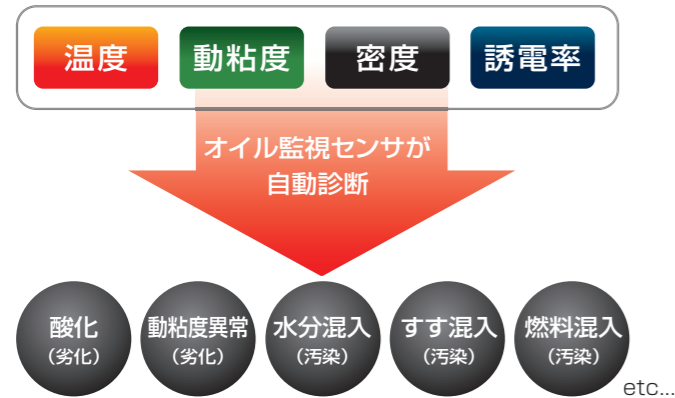 温度 動粘度 密度 誘電率
オイル監視センサが
自動診断
酸化 動粘度異常 水分混入 すす混入 燃料混入
(劣化) (劣化) (汚染) (汚染) (汚染)
etc...